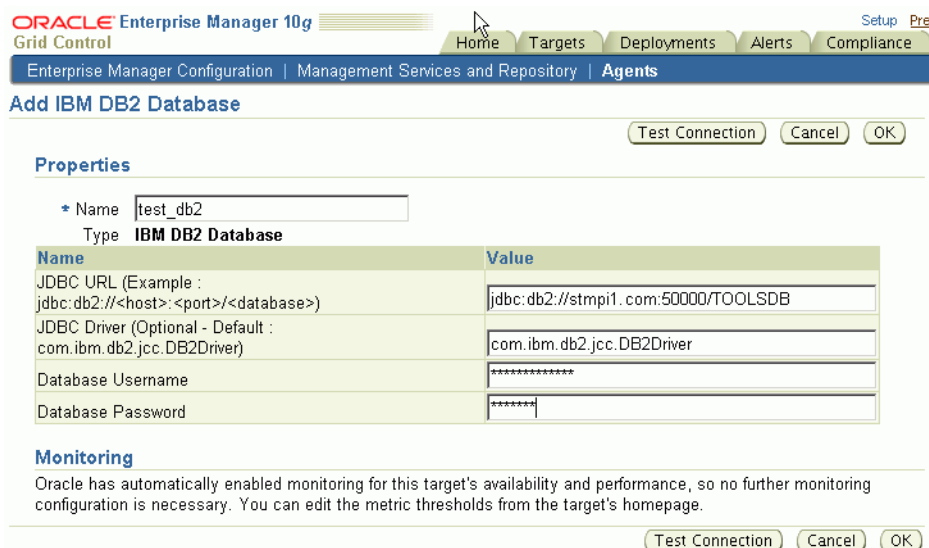 ORACLE Enterprise Manager 10g
Setup Pre
Grid Control
Home Targets Deployments Alerts Compliance
Enterprise Manager Configuration | Management Services and Repository | Agents
Add IBM DB2 Database
Test Connection Cancel OK
Properties
* Name test_db2
Type IBM DB2 Database
Name Value
JDBC URL (Example :
jdbc:db2://<host>:<port>/<database>)
jdbc:db2://stmpi1.com:50000/TOOLSDB
JDBC Driver (Optional - Default :
com.ibm.db2.jcc.DB2Driver)
com.ibm.db2.jcc.DB2Driver
Database Username *************
Database Password *******
Monitoring
Oracle has automatically enabled monitoring for this target's availability and performance, so no further monitoring
configuration is necessary. You can edit the metric thresholds from the target's homepage.
Test Connection Cancel OK